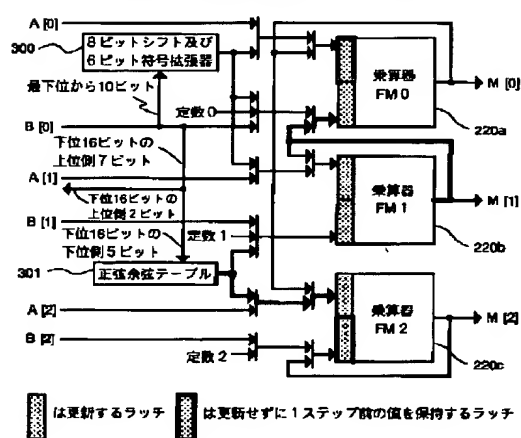 A [0]
300
8ビットシフト及び
6ビット符号拡張器
最下位から10ビット
定数0
B [0]
下位16ビットの
上位側7ビット
A [1]
下位16ビットの
上位側2ビット
B [1]
定数1
下位16ビットの
下位側5ビット
301
正弦余弦テーブル
A [2]
B [2]
定数2
乗算器
FM 0
M [0]
220a
乗算器
FM 1
M [1]
220b
乗算器
FM 2
M [2]
220c
は更新するラッチ
は更新せずに1ステップ前の値を保持するラッチ